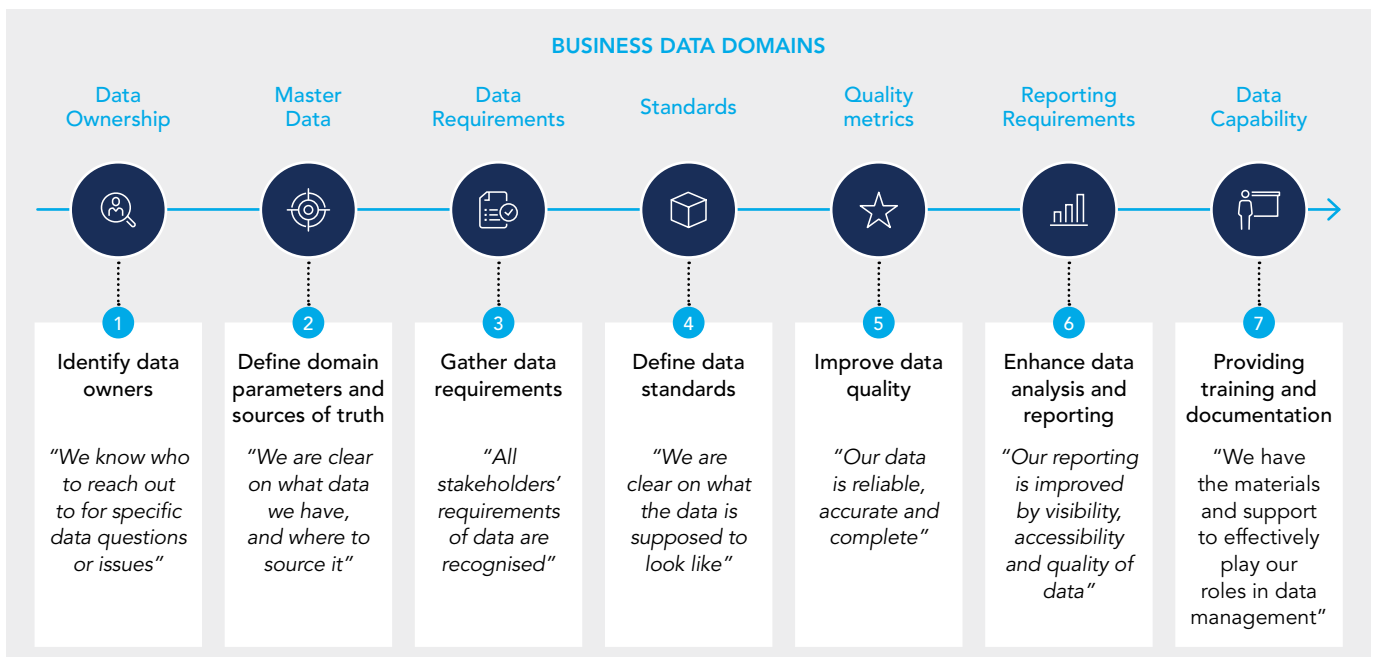 BUSINESS DATA DOMAINS
Data
Ownership
Master
Data
Data
Requirements
Standards
Quality
metrics
Reporting
Requirements
Data
Capability
1
Identify data
owners
“We know who
to reach out
to for specific
data questions
or issues”
2
Define domain
parameters and
sources of truth
“We are clear
on what data
we have,
and where to
source it”
3
Gather data
requirements
“All
stakeholders’
requirements
of data are
recognised”
4
Define data
standards
“We are
clear on what
the data is
supposed to
look like”
5
Improve data
quality
“Our data
is reliable,
accurate and
complete”
6
Enhance data
analysis and
reporting
“Our reporting
is improved
by visibility,
accessibility
and quality of
data”
7
Providing
training and
documentation
“We have
the materials
and support
to effectively
play our
roles in data
management”